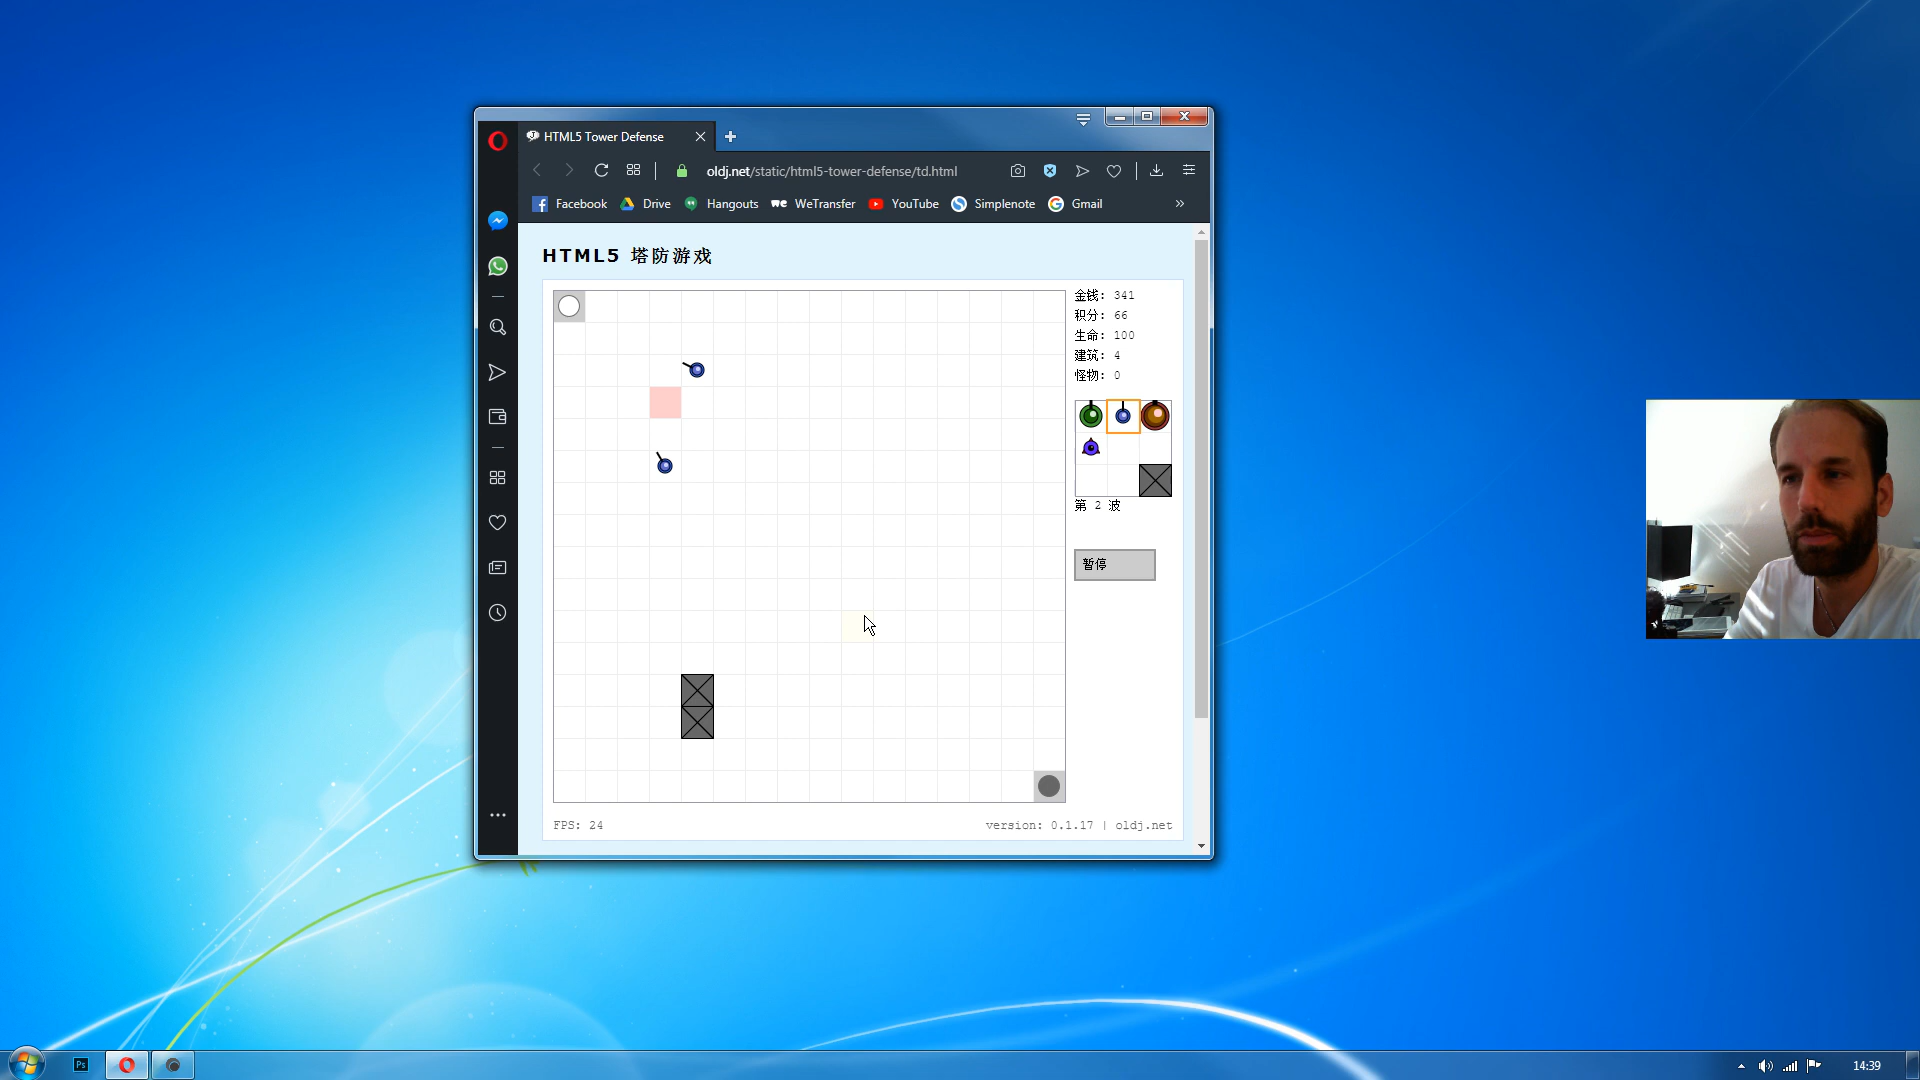 HTML5 Tower Defense
oldj.net/static/html5-tower-defense/td.html
Facebook
Drive
Hangouts
WeTransfer
YouTube
Simplenote
Gmail
»
HTML5 塔防游戏
金钱: 341
积分: 66
生命: 100
建筑: 4
怪物: 0
第 2 波
暂停
FPS: 24
version: 0.1.17 | oldj.net
Ps
14:39